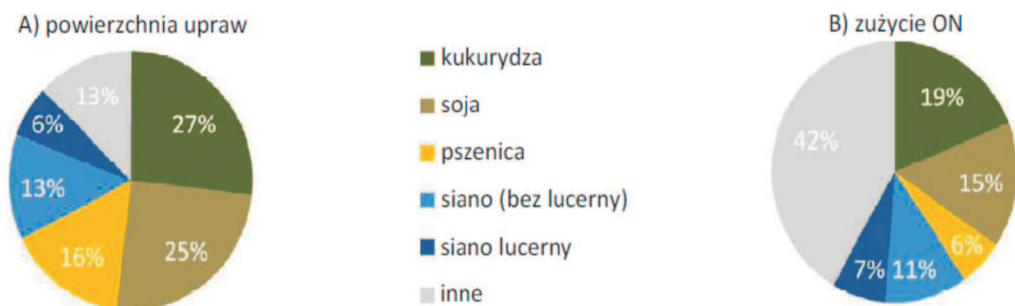 A) powierzchnia upraw
13%
27%
6%
13%
16%
25%
kukurydza
soja
pszenica
siano (bez lucerny)
siano lucerny
inne
B) zużycie ON
19%
42%
15%
6%
7%
11%